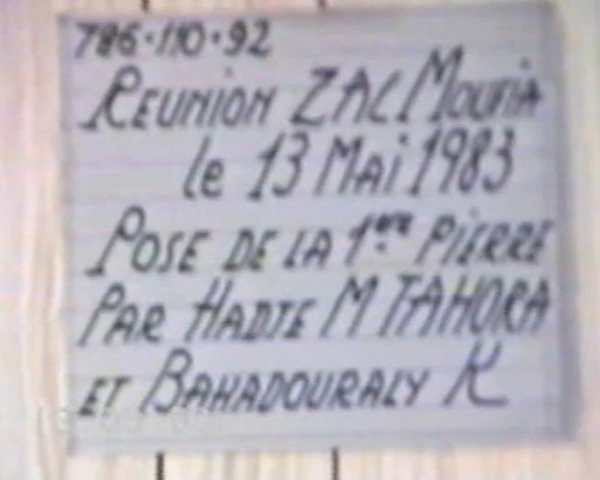 786·110·92
REUNION ZAC MOUFIA
le 13 MAI 1983
POSE DE LA 1ère PIERRE
PAR HADJE M TAHORA
ET BAHADOURALY K